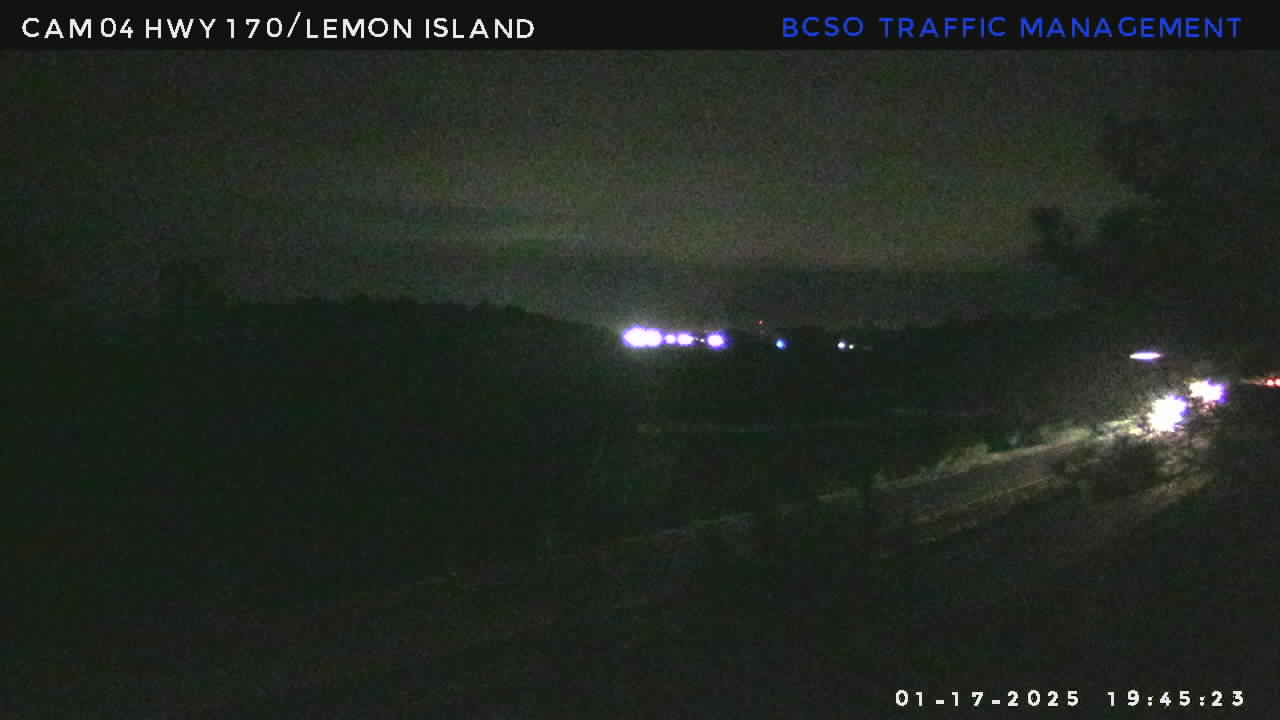 CAM04 HWY 170/LEMON ISLAND
BCSO TRAFFIC MANAGEMENT
01-17-2025 19:45:23